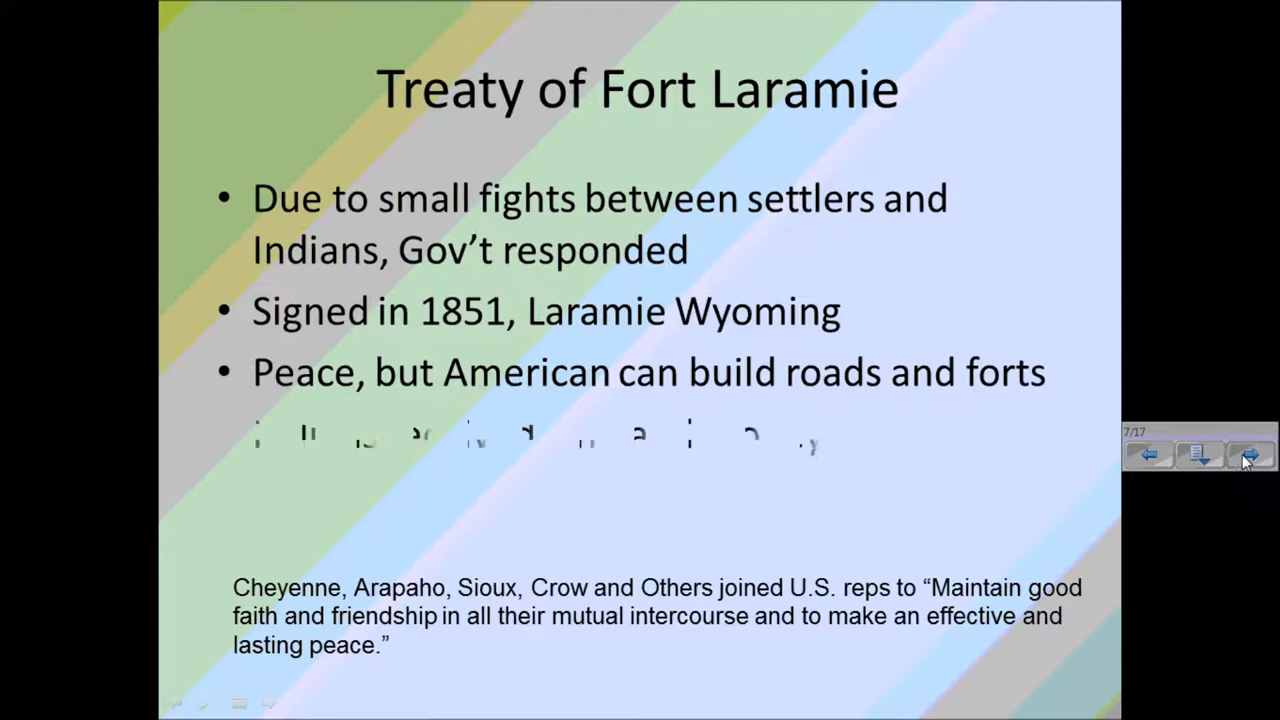 Treaty of Fort Laramie
• Due to small fights between settlers and
Indians, Gov’t responded
• Signed in 1851, Laramie Wyoming
• Peace, but American can build roads and forts
Cheyenne, Arapaho, Sioux, Crow and Others joined U.S. reps to “Maintain good
faith and friendship in all their mutual intercourse and to make an effective and
lasting peace.”
7/17